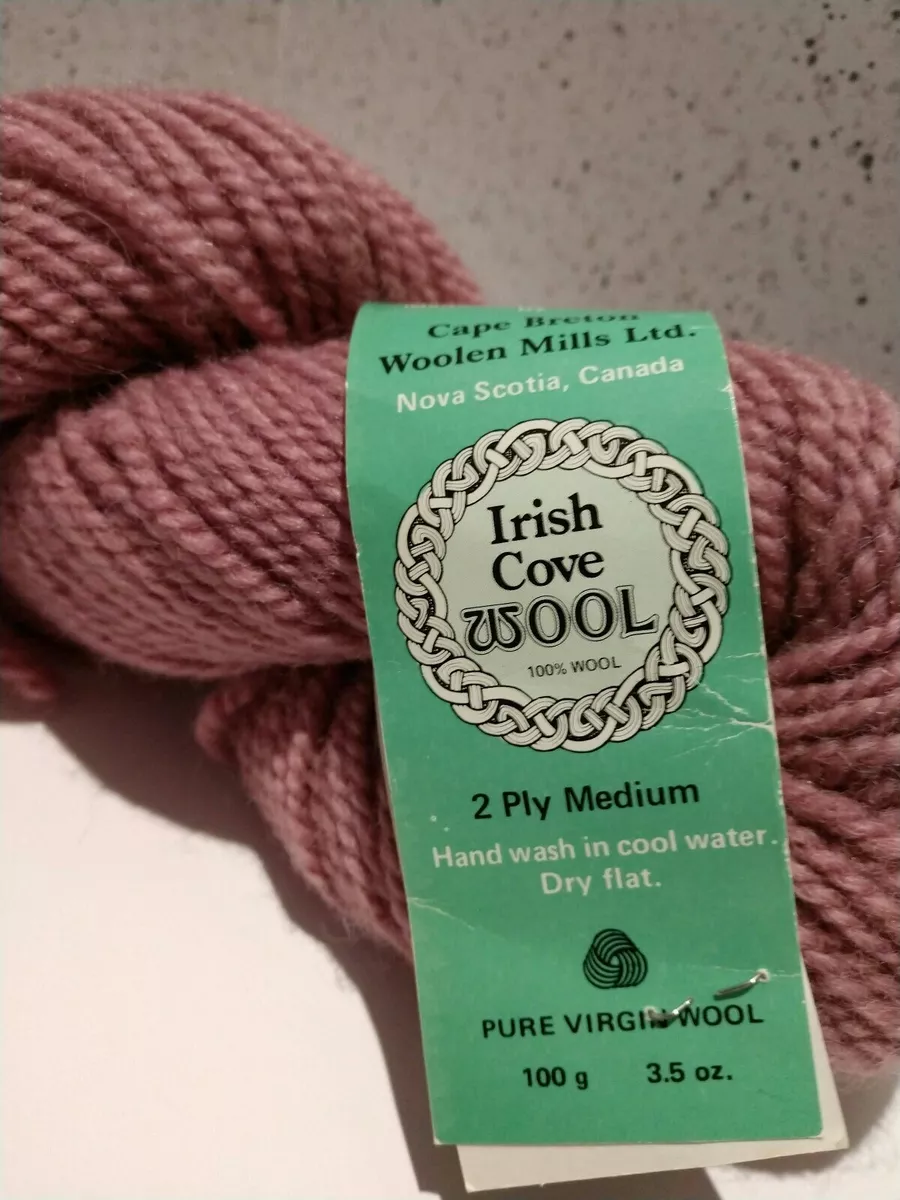 Cape Breton
Woolen Mills Ltd.
Nova Scotia, Canada
Irish
Cove
WOOL
100% WOOL
2 Ply Medium
Hand wash in cool water.
Dry flat.
PURE VIRGIN WOOL
100 g 3.5 oz.